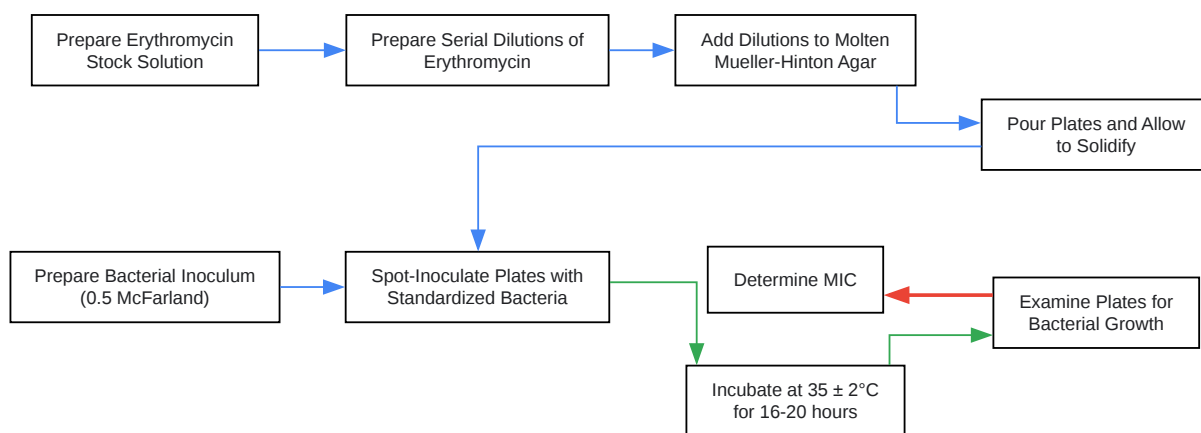 Prepare Erythromycin
Stock Solution
Prepare Serial Dilutions of
Erythromycin
Add Dilutions to Molten
Mueller-Hinton Agar
Pour Plates and Allow
to Solidify
Prepare Bacterial Inoculum
(0.5 McFarland)
Spot-Inoculate Plates with
Standardized Bacteria
Determine MIC
Examine Plates for
Bacterial Growth
Incubate at 35 ± 2°C
for 16-20 hours